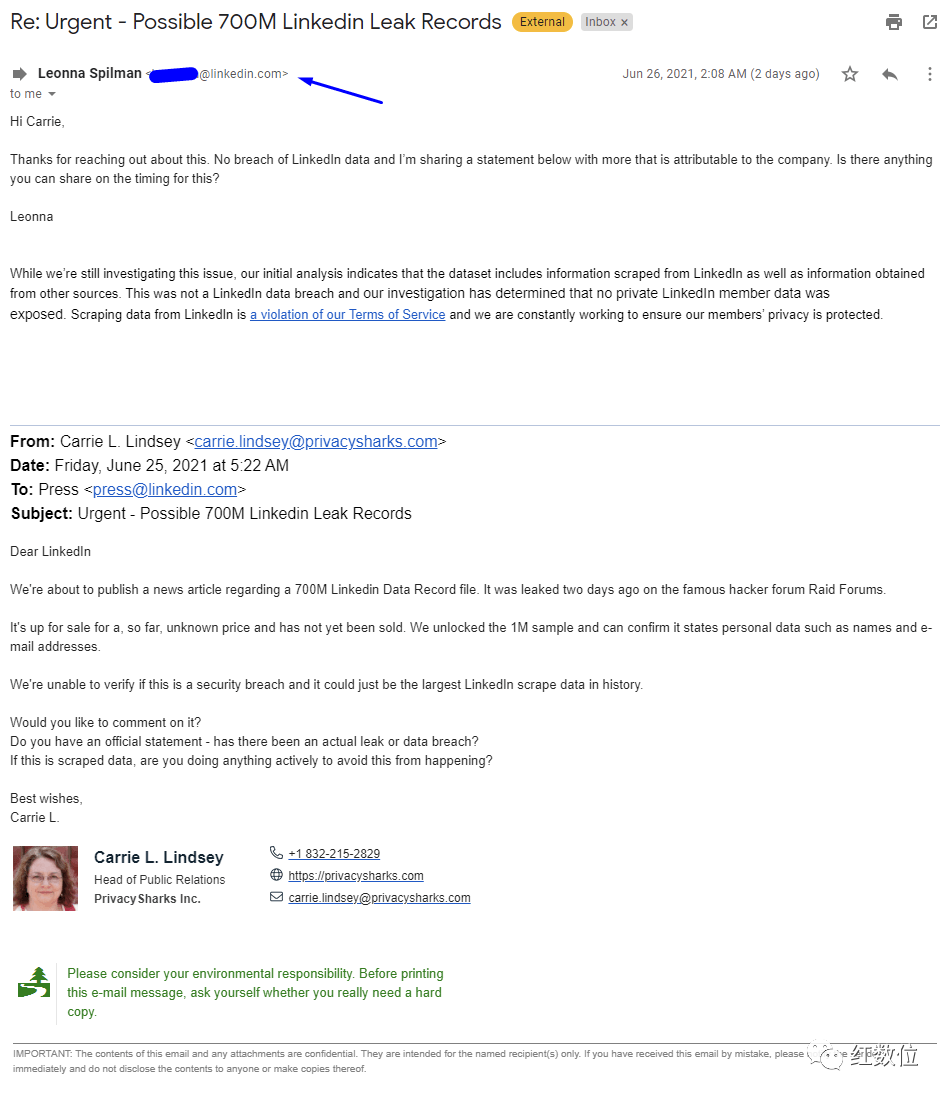 Re: Urgent - Possible 700M Linkedin Leak Records External Inbox ×
Leonna Spilman < @linkedin.com> Jun 26, 2021, 2:08 AM (2 days ago)
to me
Hi Carrie,
Thanks for reaching out about this. No breach of LinkedIn data and I'm sharing a statement below with more that is attributable to the company. Is there anything
you can share on the timing for this?
Leonna
While we're still investigating this issue, our initial analysis indicates that the dataset includes information scraped from LinkedIn as well as information obtained
from other sources. This was not a LinkedIn data breach and our investigation has determined that no private LinkedIn member data was
exposed. Scraping data from LinkedIn is a violation of our Terms of Service and we are constantly working to ensure our members' privacy is protected.
From: Carrie L. Lindsey <carrie.lindsey@privacysharks.com>
Date: Friday, June 25, 2021 at 5:22 AM
To: Press <press@linkedin.com>
Subject: Urgent - Possible 700M Linkedin Leak Records
Dear LinkedIn
We're about to publish a news article regarding a 700M Linkedin Data Record file. It was leaked two days ago on the famous hacker forum Raid Forums.
It's up for sale for a, so far, unknown price and has not yet been sold. We unlocked the 1M sample and can confirm it states personal data such as names and e-
mail addresses.
We're unable to verify if this is a security breach and it could just be the largest LinkedIn scrape data in history.
Would you like to comment on it?
Do you have an official statement - has there been an actual leak or data breach?
If this is scraped data, are you doing anything actively to avoid this from happening?
Best wishes,
Carrie L.
Carrie L. Lindsey
Head of Public Relations
PrivacySharks Inc.
+1 832-215-2829
https://privacysharks.com
carrie.lindsey@privacysharks.com
Please consider your environmental responsibility. Before printing
this e-mail message, ask yourself whether you really need a hard
copy.
IMPORTANT: The contents of this email and any attachments are confidential. They are intended for the named recipient(s) only. If you have received this email by mistake, please
immediately and do not disclose the contents to anyone or make copies thereof.
红数位